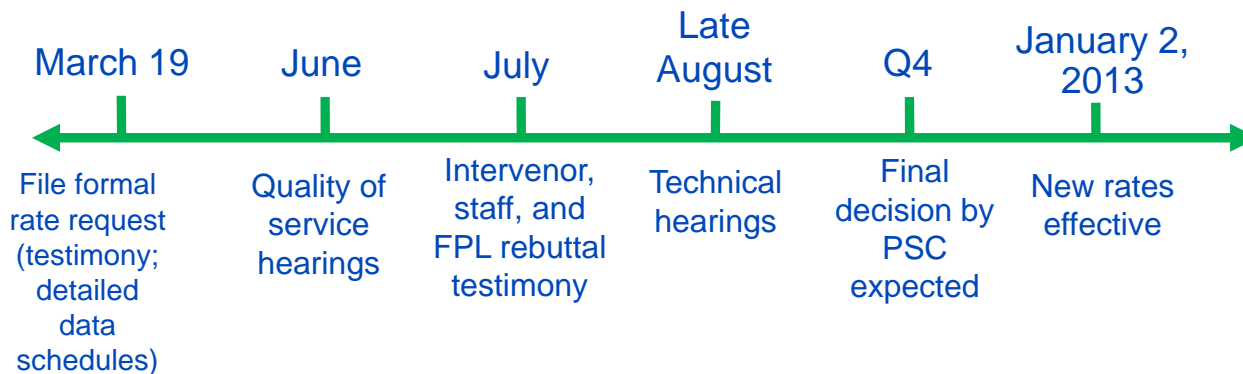 March 19
File formal
rate request
(testimony;
detailed
data
schedules)
June
Quality of
service
hearings
July
Intervenor,
staff, and
FPL rebuttal
testimony
Late
August
Technical
hearings
Q4
Final
decision by
PSC
expected
January 2,
2013
New rates
effective